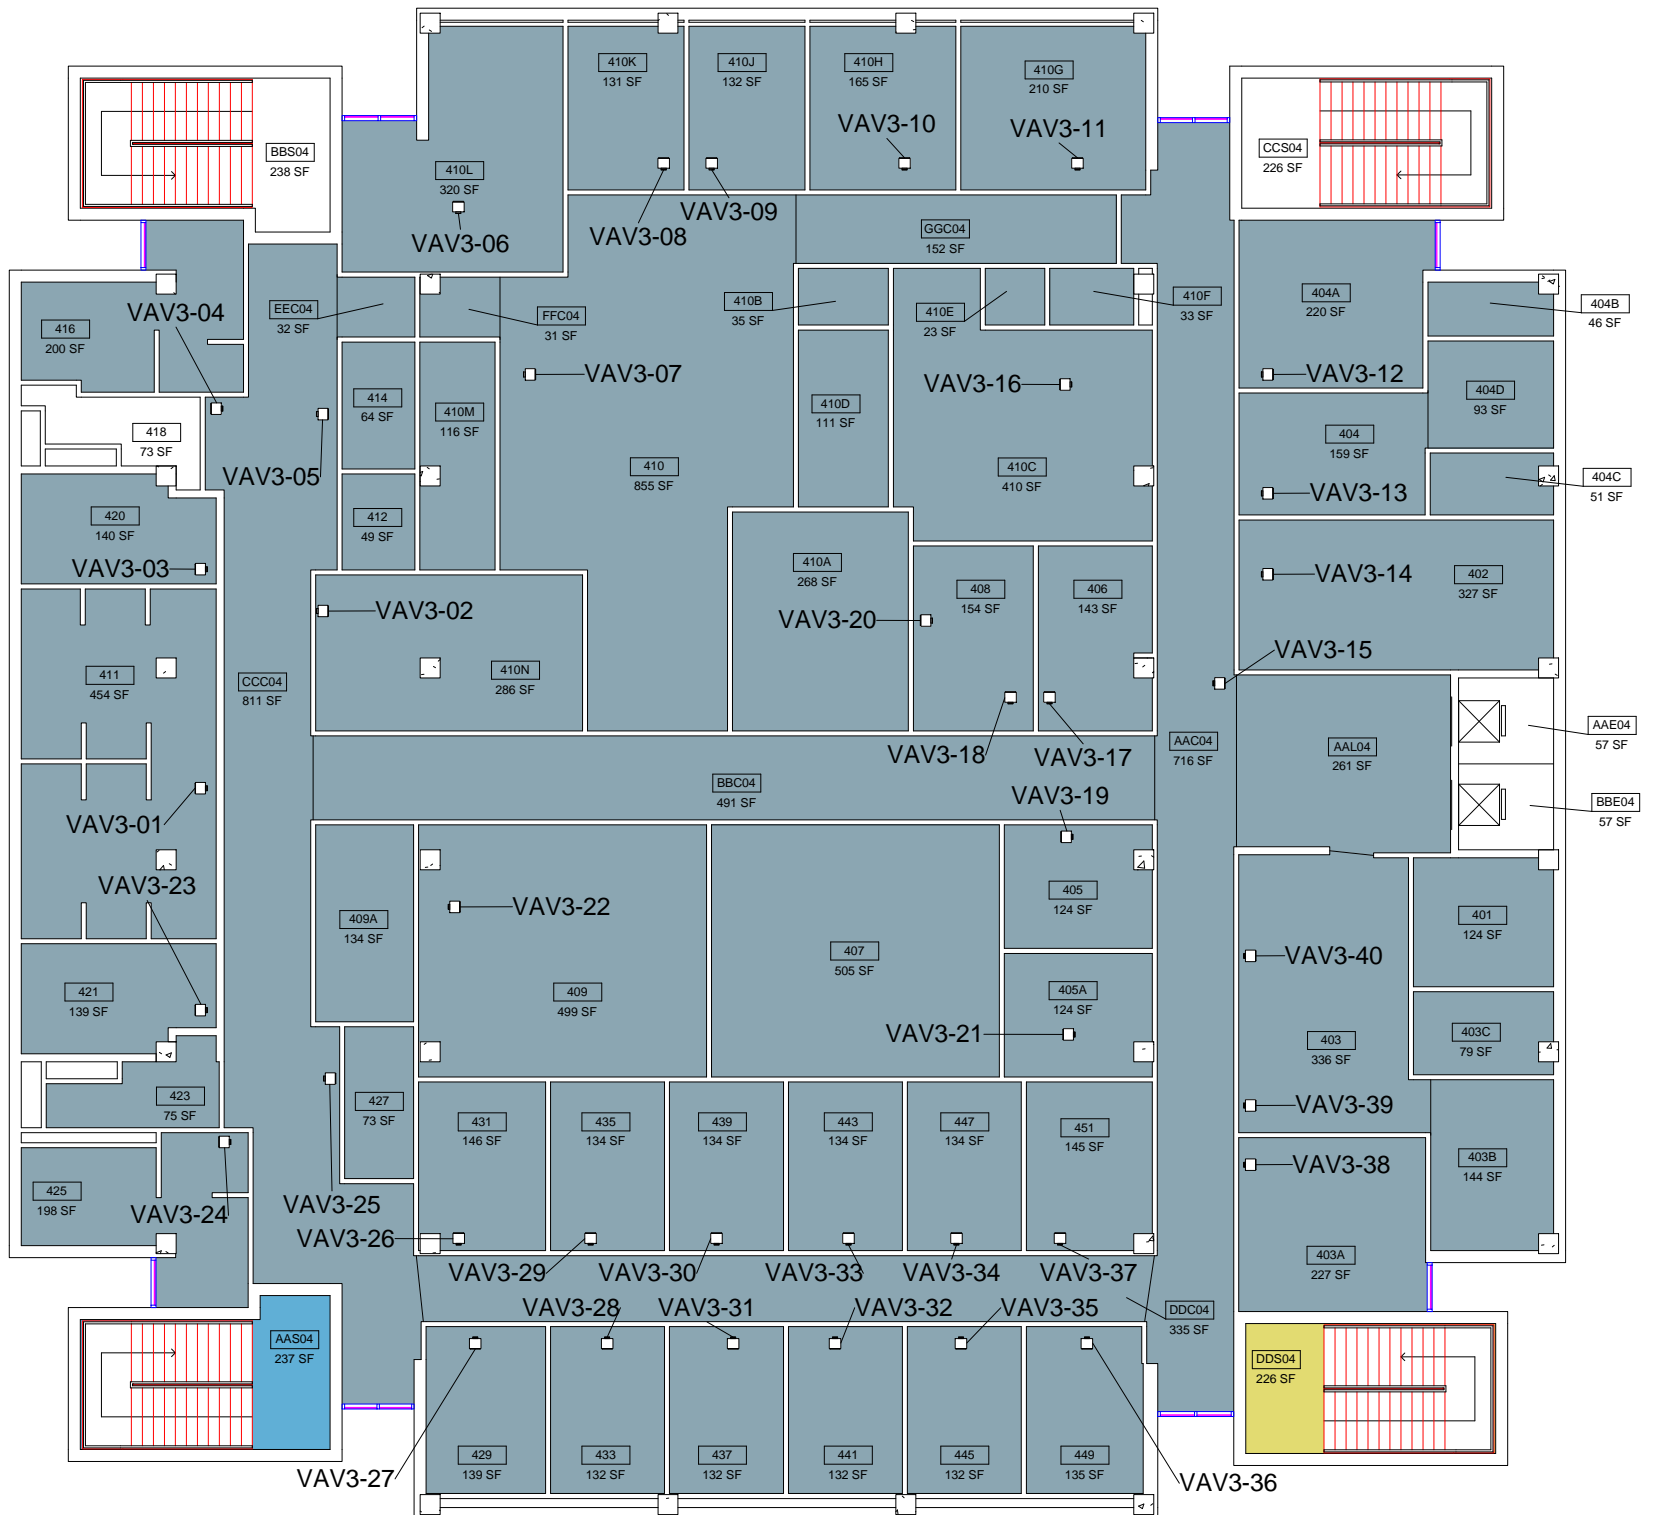 410K
131 SF
410J
132 SF
410H
165 SF
410G
210 SF
VAV3-10
VAV3-11
BBS04
238 SF
CCS04
226 SF
410L
320 SF
VAV3-06
VAV3-08
VAV3-09
GGC04
152 SF
VAV3-04
416
200 SF
EEC04
32 SF
FFC04
31 SF
410B
35 SF
410E
23 SF
410F
33 SF
404A
220 SF
404B
46 SF
VAV3-07
VAV3-16
VAV3-12
414
64 SF
410M
116 SF
410D
111 SF
404D
93 SF
418
73 SF
404
159 SF
VAV3-05
410
855 SF
410C
410 SF
VAV3-13
404C
51 SF
420
140 SF
412
49 SF
VAV3-03
410A
268 SF
VAV3-14
402
327 SF
VAV3-02
VAV3-20
408
154 SF
406
143 SF
VAV3-15
411
454 SF
CCC04
811 SF
410N
286 SF
AAE04
57 SF
VAV3-18
VAV3-17
AAC04
716 SF
AAL04
261 SF
BBC04
491 SF
VAV3-19
BBE04
57 SF
VAV3-01
VAV3-23
409A
134 SF
VAV3-22
405
124 SF
401
124 SF
407
505 SF
VAV3-40
421
139 SF
409
499 SF
405A
124 SF
VAV3-21
403
336 SF
403C
79 SF
423
75 SF
427
73 SF
VAV3-39
431
146 SF
435
134 SF
439
134 SF
443
134 SF
447
134 SF
451
145 SF
VAV3-38
403B
144 SF
425
198 SF
VAV3-24
VAV3-25
VAV3-26
VAV3-29
VAV3-30
VAV3-33
VAV3-34
VAV3-37
403A
227 SF
VAV3-28
VAV3-31
VAV3-32
VAV3-35
DDC04
335 SF
AAS04
237 SF
DDS04
226 SF
429
139 SF
433
132 SF
437
132 SF
441
132 SF
445
132 SF
449
135 SF
VAV3-27
VAV3-36